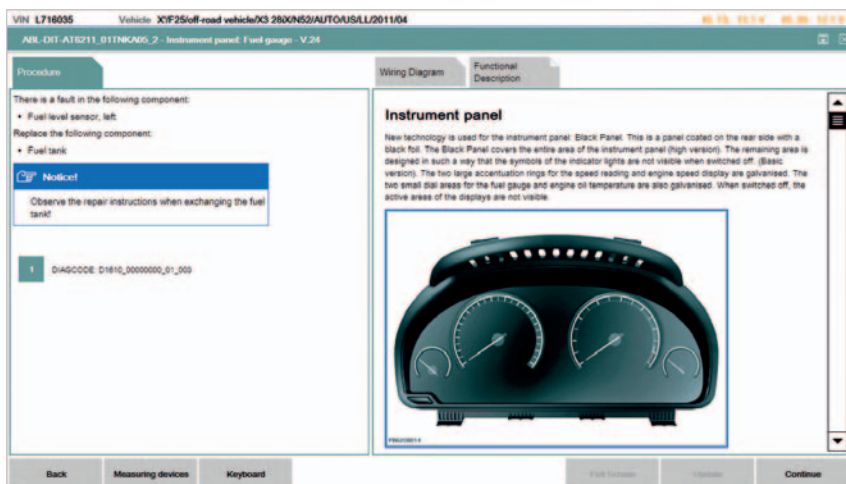 VIN L716035 Vehicle X'/F25/off-road vehicle/X3 28iX/N52/AUTO/US/LL/2011/04
ABL-DIT-AT6211_01TNKA05_2 - Instrument panel: Fuel gauge - V.24
Procedure
There is a fault in the following component:
• Fuel level sensor, left
Replace the following component:
• Fuel tank
Notice!
Observe the repair instructions when exchanging the fuel
tank!
1 DIAGCODE: D1610_00000000_01_003
Wiring Diagram
Functional
Description
Instrument panel
New technology is used for the instrument panel: Black Panel. This is a panel coated on the rear side with a
black foil. The Black Panel covers the entire area of the instrument panel (high version). The remaining area is
designed in such a way that the symbols of the indicator lights are not visible when switched off. (Basic
version). The two large accentuation rings for the speed reading and engine speed display are galvanised. The
two small dial areas for the fuel gauge and engine oil temperature are also galvanised. When switched off, the
active areas of the displays are not visible.
Back Measuring devices Keyboard Full Screen Update Continue